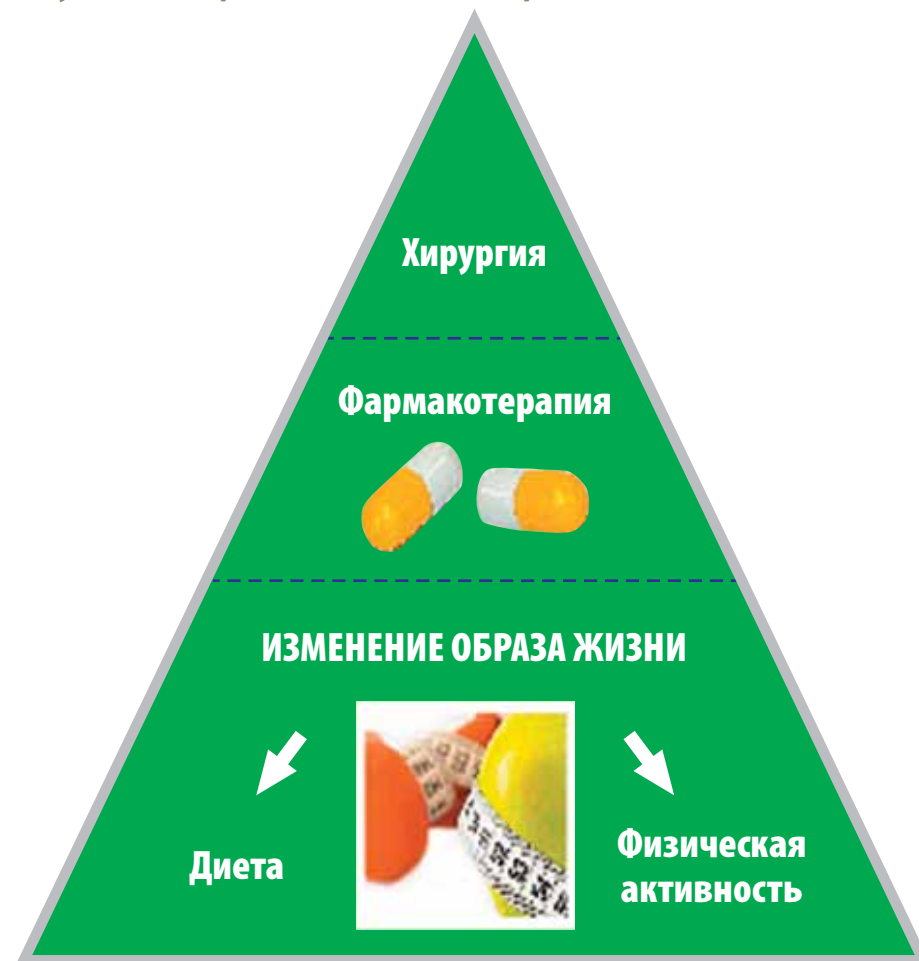 Хирургия
Фармакотерапия
ИЗМЕНЕНИЕ ОБРАЗА ЖИЗНИ
Диета
Физическая
активность